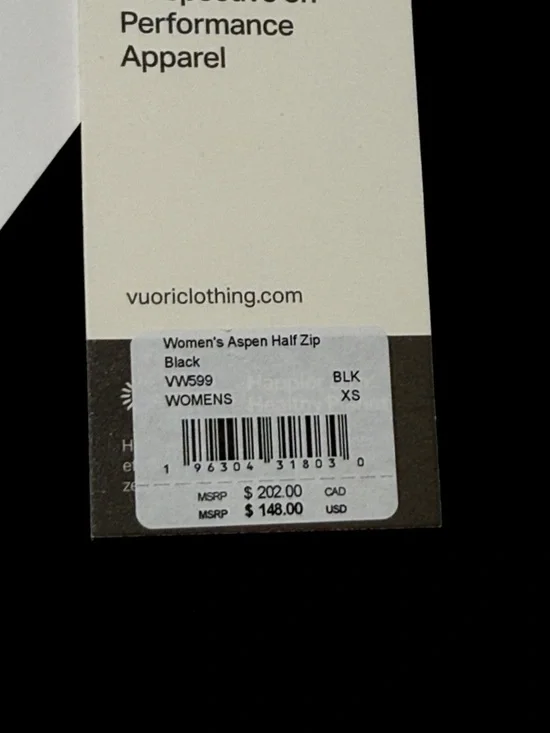 Performance
Apparel
vuoriclothing.com
Women's Aspen Half Zip
Black
VW599 BLK
WOMENS XS
1 96304 31803 0
MSRP $ 202.00 CAD
MSRP $ 148.00 USD